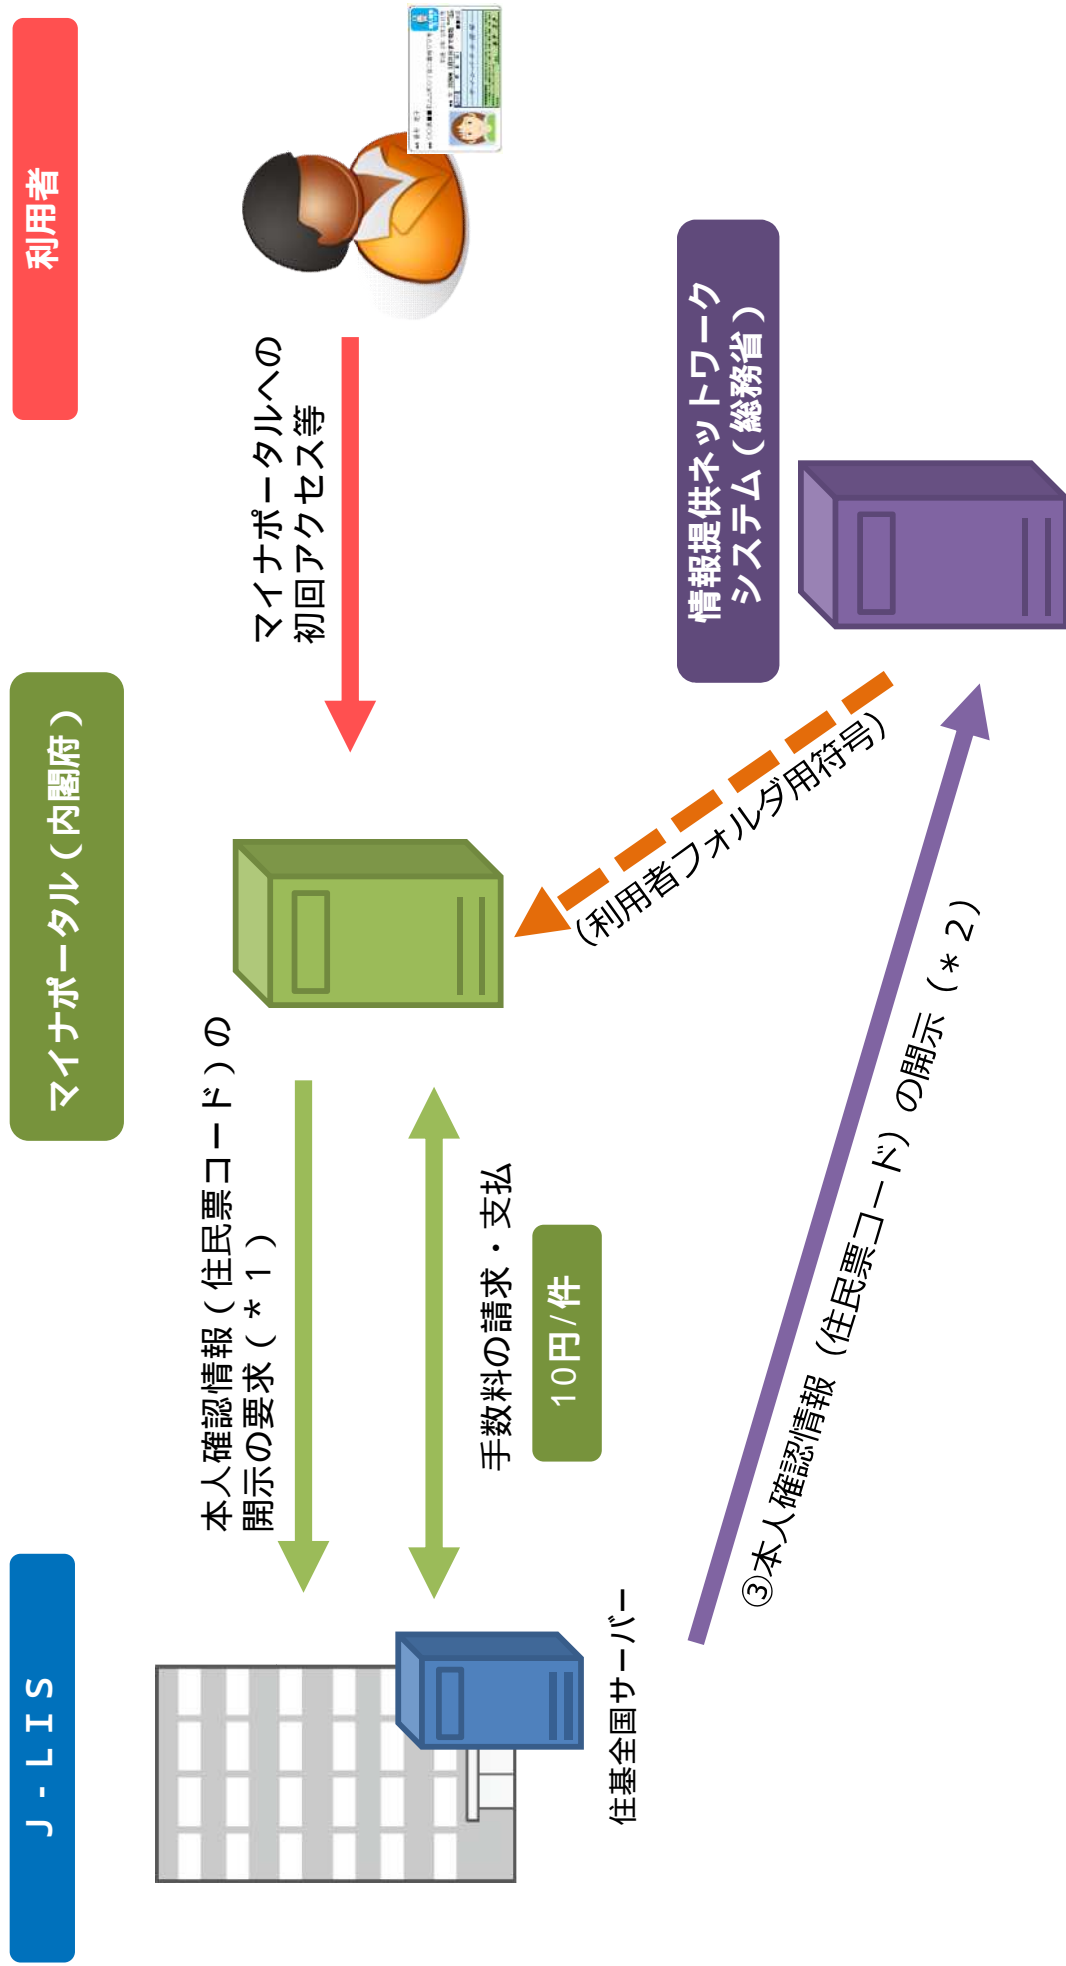 J-LIS
マイナポータル(内閣府)
利用者
本人確認情報(住民票コード)の
開示の要求(*1)
マイナポータルへの
初回アクセス等
手数料の請求・支払
10円/件
住基全国サーバー
(利用者フォルダ用符号)
情報提供ネットワーク
システム(総務省)
③本人確認情報(住民票コード)の開示(*2)